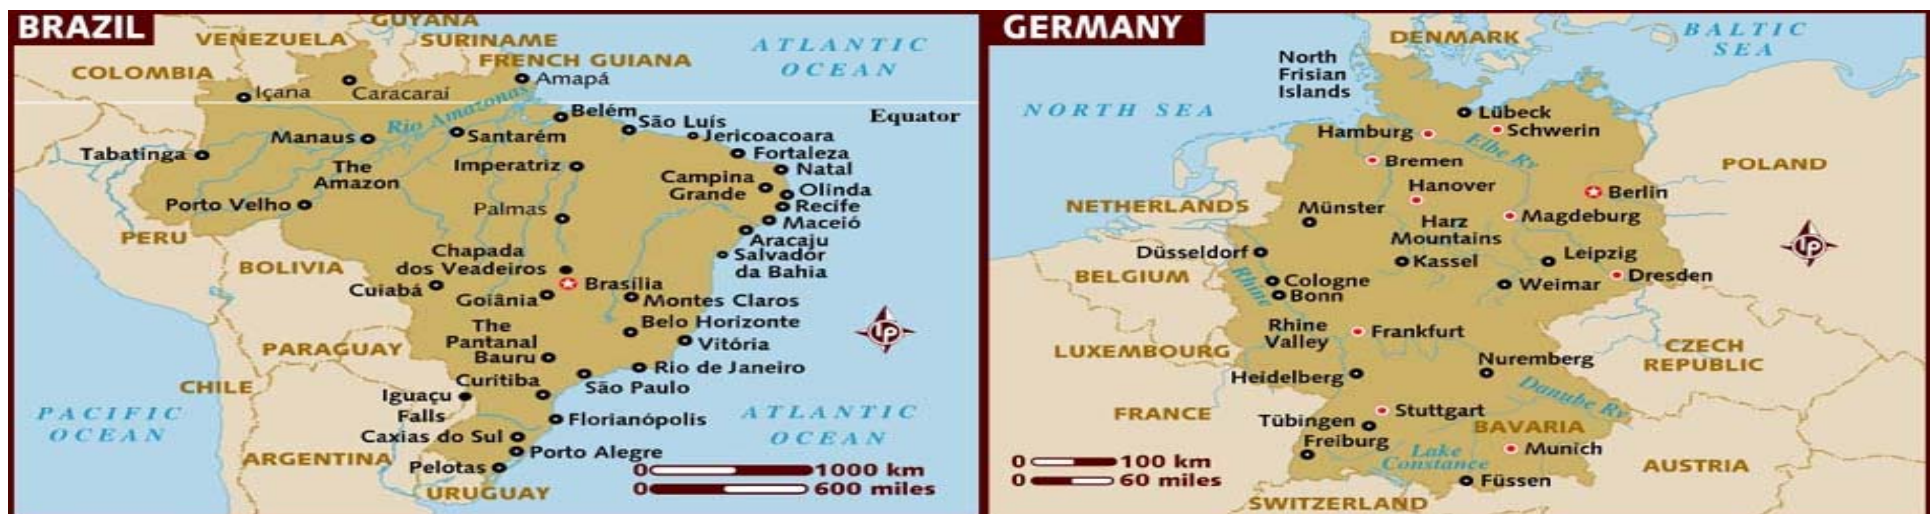 BRAZIL
GUYANA
VENEZUELA
SURINAME
ATLANTIC
OCEAN
COLOMBIA
FRENCH GUIANA
Amapá
Içana
Caracaraí
Rio Amazonas
Belém
Equator
São Luís
Manaus
Santarém
Jericoacoara
Tabatinga
Fortaleza
The
Amazon
Imperatriz
Natal
Campina
Grande
Olinda
Porto Velho
Recife
Palmas
Maceió
PERU
Aracaju
Chapada
dos Veadeiros
Salvador
da Bahia
BOLIVIA
Cuiabá
Brasília
Goiânia
Montes Claros
The
Pantanal
Belo Horizonte
Vitória
PARAGUAY
Bauru
Rio de Janeiro
CHILE
Curitiba
São Paulo
Iguaçu
Falls
PACIFIC
OCEAN
Florianópolis
ATLANTIC
OCEAN
Caxias do Sul
Porto Alegre
ARGENTINA
Pelotas
URUGUAY
0 1000 km
0 600 miles
lp
GERMANY
DENMARK
BALTIC
SEA
North
Frisian
Islands
NORTH SEA
Lübeck
Hamburg
Schwerin
Elbe Rv
Bremen
POLAND
Hanover
Berlin
NETHERLANDS
Münster
Magdeburg
Harz
Mountains
Düsseldorf
Kassel
Leipzig
BELGIUM
Rhine
Cologne
Bonn
Weimar
Dresden
Rhine
Valley
Frankfurt
LUXEMBOURG
Nuremberg
CZECH
REPUBLIC
Heidelberg
Danube Rv
FRANCE
Stuttgart
Tübingen
BAVARIA
Freiburg
Munich
Lake
Constance
AUSTRIA
Füssen
SWITZERLAND
0 100 km
0 60 miles
lp